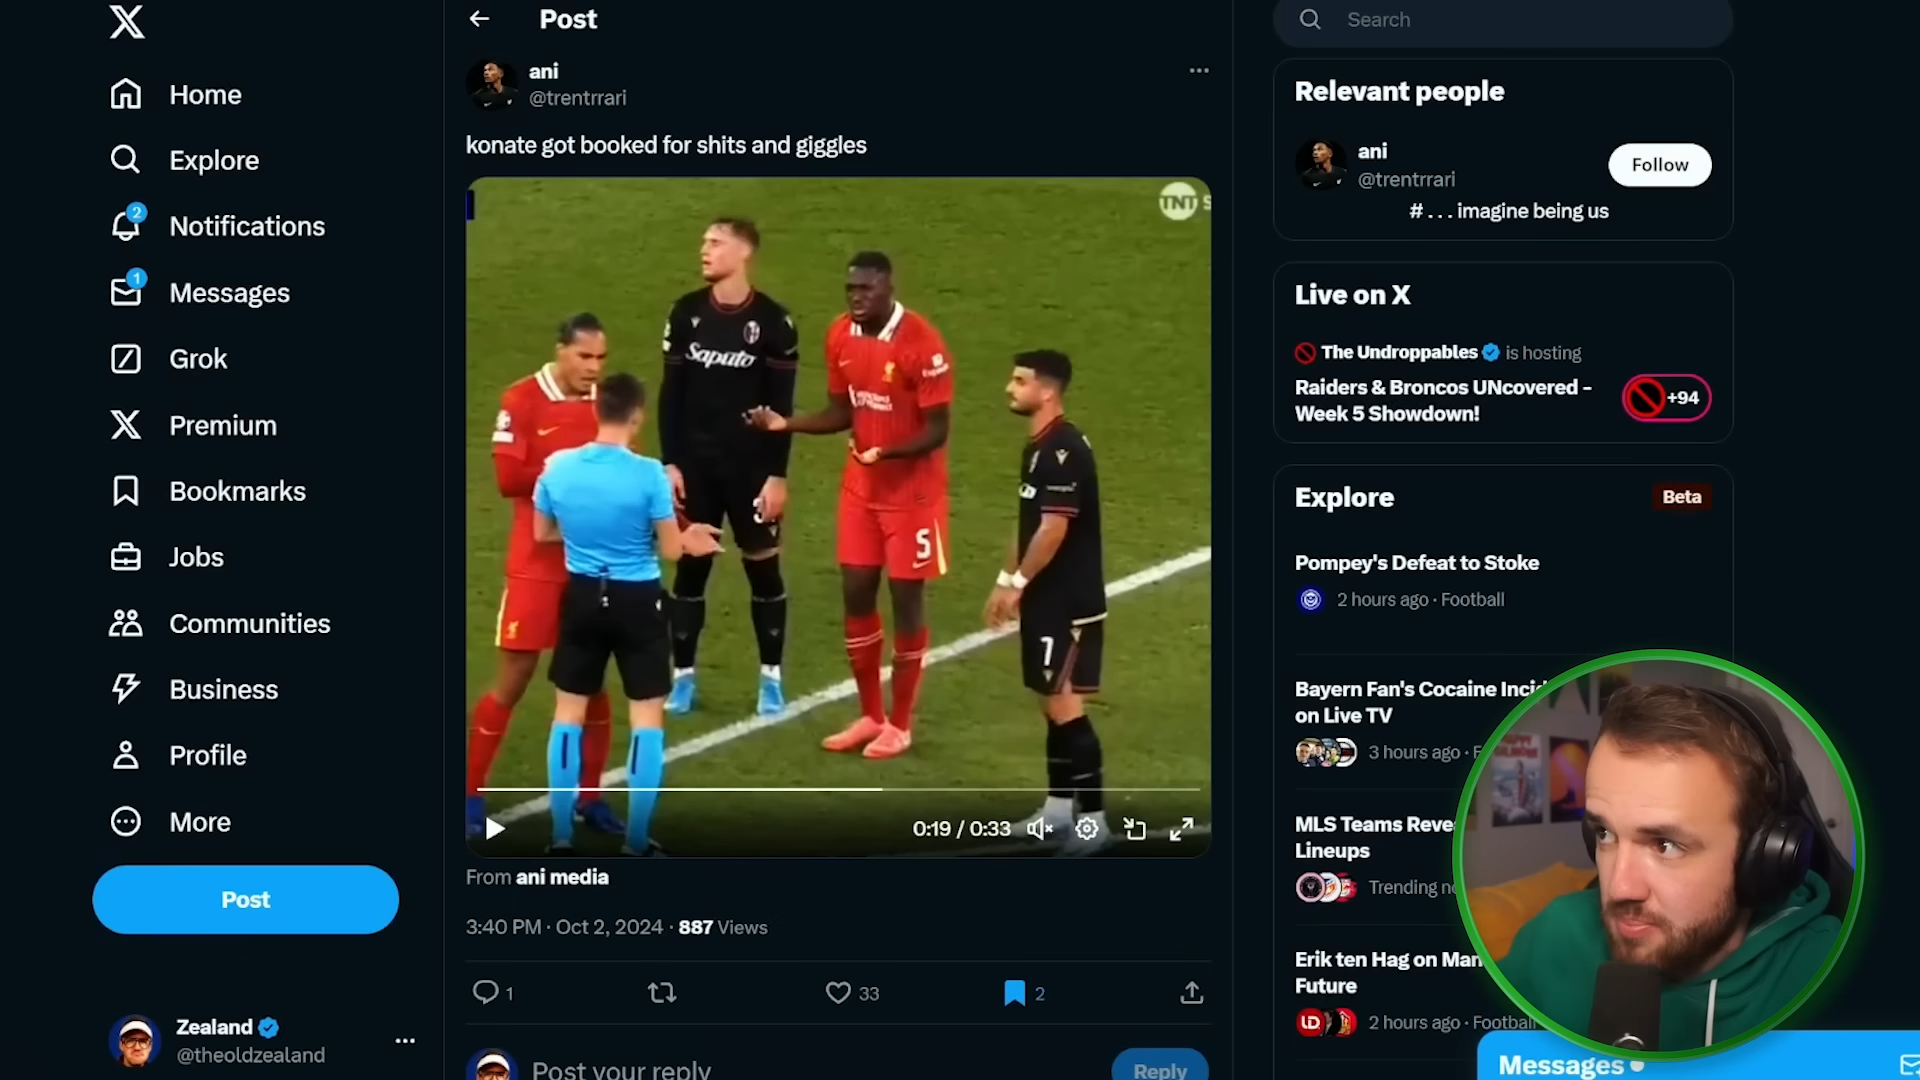 Home
Explore
2
Notifications
1
Messages
Grok
Premium
Bookmarks
Jobs
Communities
Business
Profile
More
Post
Zealand
@theoldzealand
Post
ani
@trentrrari
konate got booked for shits and giggles
TNT S
Saputo
5
7
0:19 / 0:33
From ani media
3:40 PM · Oct 2, 2024 · 887 Views
1
33
2
Post your reply
Reply
Search
Relevant people
ani
@trentrrari
Follow
# . . . imagine being us
Live on X
The Undroppables is hosting
Raiders & Broncos UNcovered -
Week 5 Showdown!
+94
Explore
Beta
Pompey's Defeat to Stoke
2 hours ago · Football
Bayern Fan's Cocaine
on Live TV
3 hours ago ·
MLS Teams
Lineups
Trending
Erik ten Hag on
Future
2 hours ago · Football
Messages